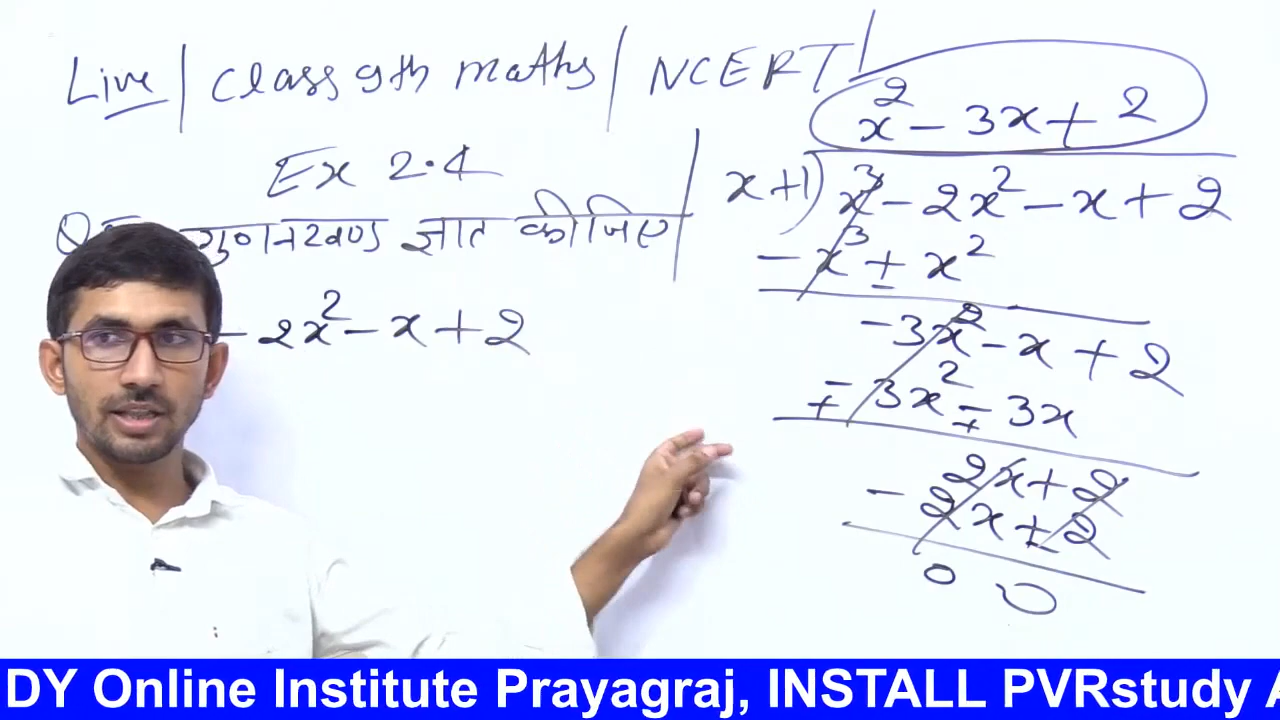 Live | Class 9th maths | NCERT |
Ex 2.4
गुणनखण्ड ज्ञात कीजिए
- 2x² - x + 2
x² - 3x + 2
x+1) x³ - 2x² - x + 2
- x³ ± x²
-3x² - x + 2
∓ 3x² ∓ 3x
2x + 2
- 2x ± 2
0 0
DY Online Institute Prayagraj, INSTALL PVRstudy A